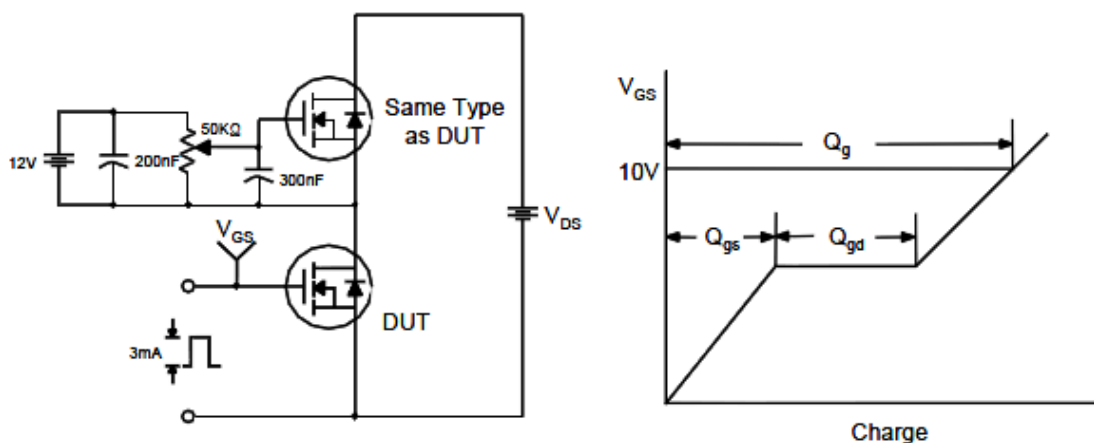 Same Type
as DUT
50KΩ
12V
200nF
300nF
V_GS
V_DS
DUT
3mA
V_GS
Q_g
10V
Q_gs
Q_gd
Charge